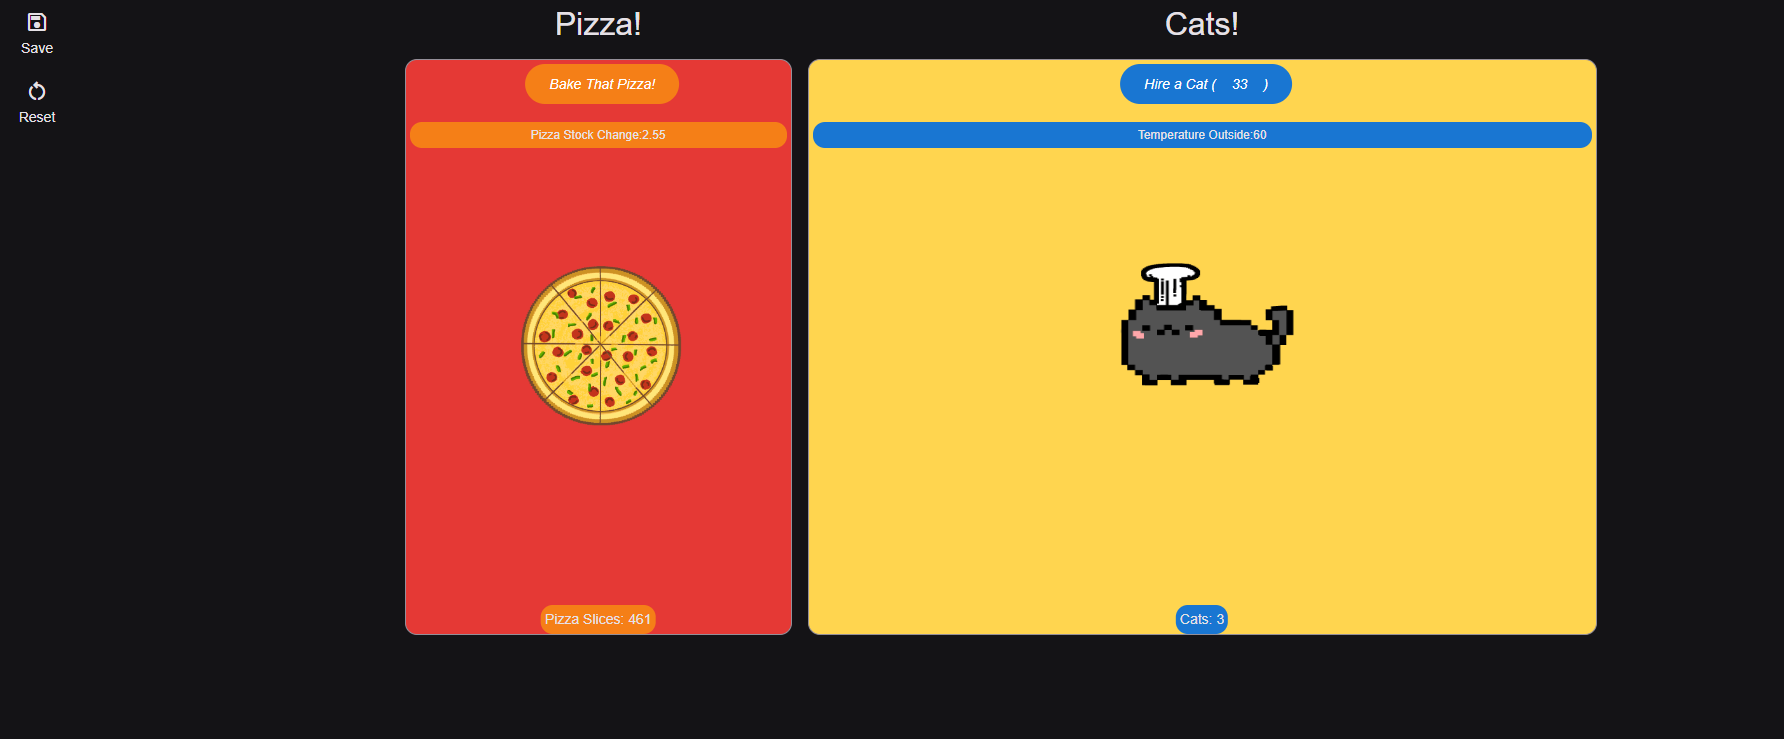 Save
Reset
Pizza!
Bake That Pizza!
Pizza Stock Change:2.55
Pizza Slices: 461
Cats!
Hire a Cat ( 33 )
Temperature Outside:60
Cats: 3